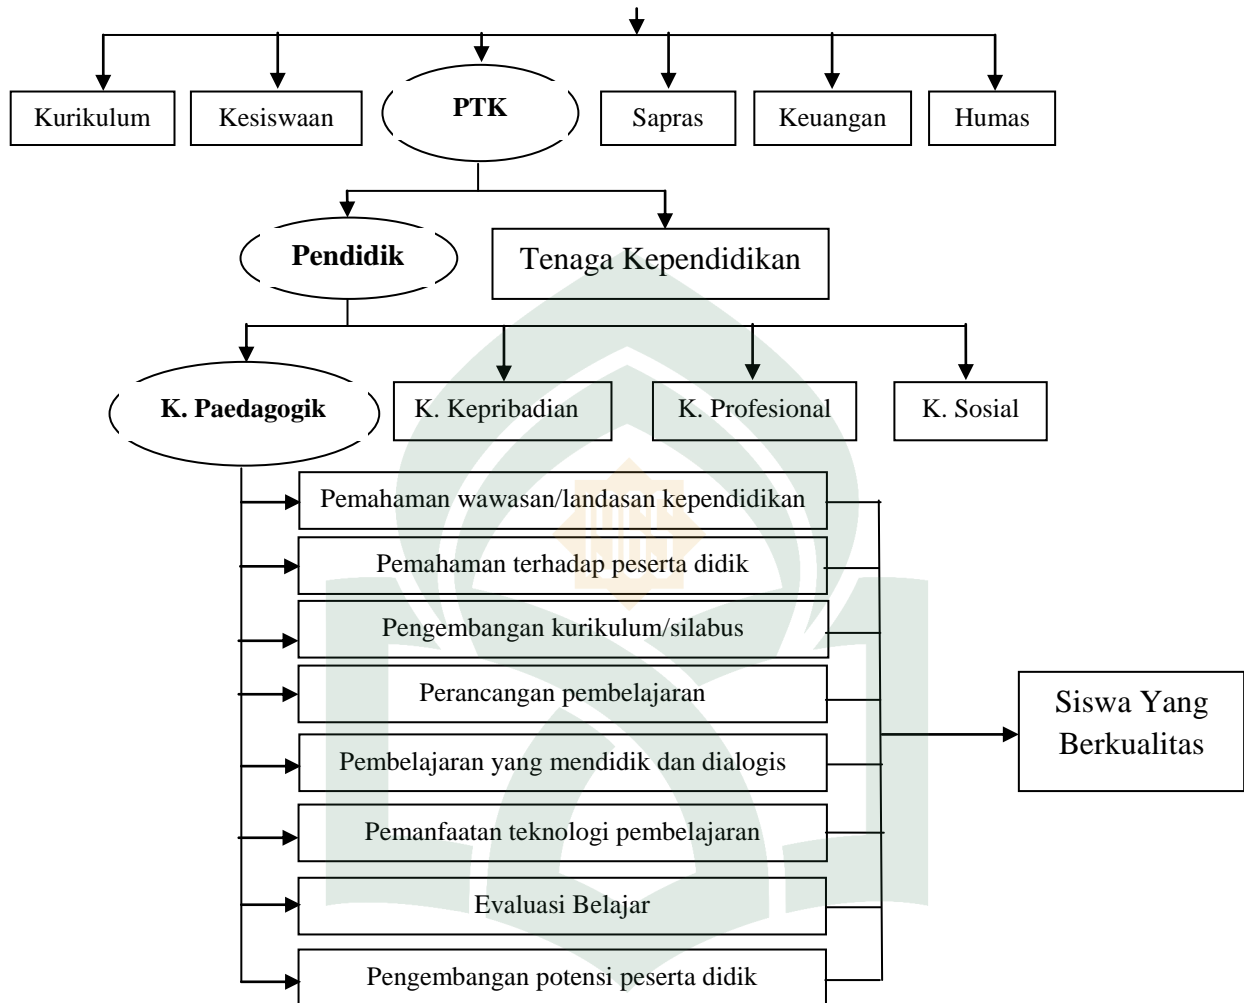 Kurikulum
Kesiswaan
PTK
Sapras
Keuangan
Humas
Pendidik
Tenaga Kependidikan
K. Paedagogik
K. Kepribadian
K. Profesional
K. Sosial
Pemahaman wawasan/landasan kependidikan
Pemahaman terhadap peserta didik
Pengembangan kurikulum/silabus
Perancangan pembelajaran
Pembelajaran yang mendidik dan dialogis
Pemanfaatan teknologi pembelajaran
Evaluasi Belajar
Pengembangan potensi peserta didik
Siswa Yang
Berkualitas